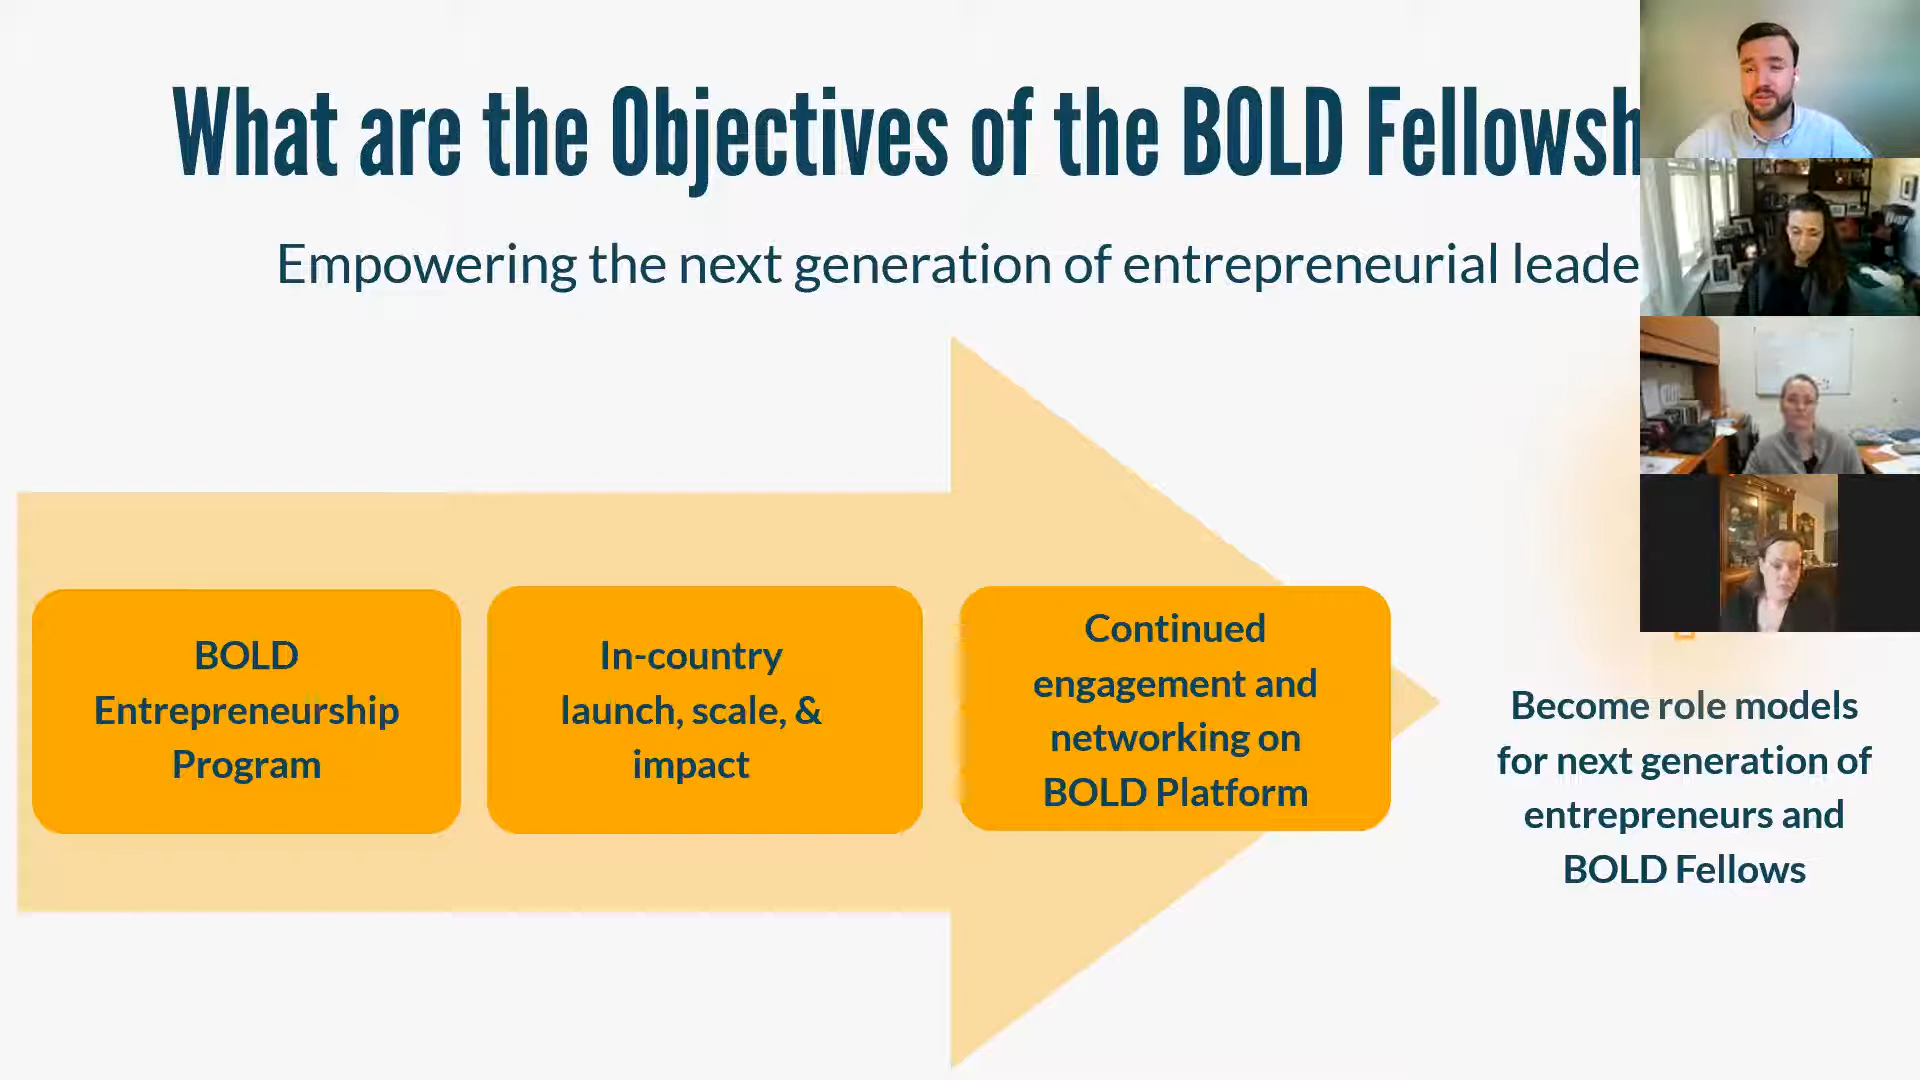 What are the Objectives of the BOLD Fellowsh
Empowering the next generation of entrepreneurial leade
BOLD
Entrepreneurship
Program
In-country
launch, scale, &
impact
Continued
engagement and
networking on
BOLD Platform
Become role models
for next generation of
entrepreneurs and
BOLD Fellows